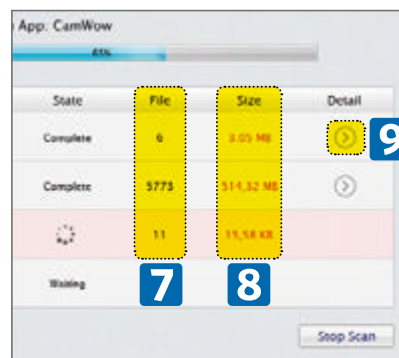 App. CamWow
State File Size Detail
Complete 6 3.05 MB 9
Complete 5773 514,32 MB
11 15,58 KB
Waiting 7 8
Stop Scan